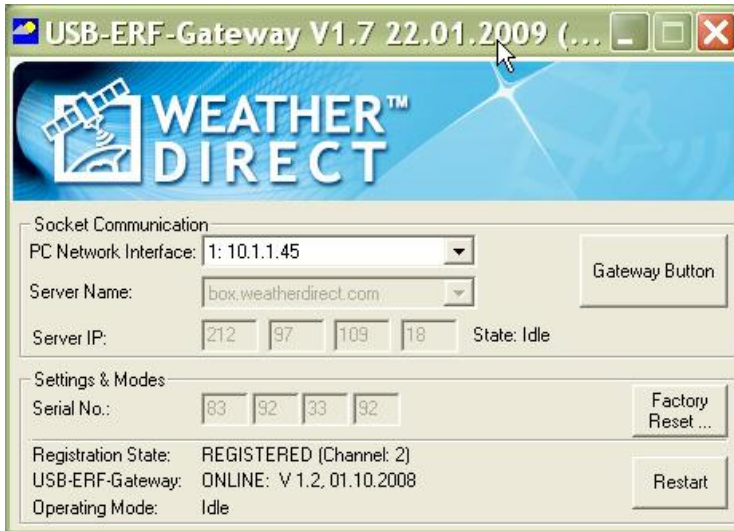 USB-ERF-Gateway V1.7 22.01.2009 (...
WEATHER™
DIRECT
Socket Communication
PC Network Interface: 1: 10.1.1.45
Gateway Button
Server Name: box.weatherdirect.com
Server IP: 212 97 109 18 State: Idle
Settings & Modes
Serial No.: 83 92 33 92
Factory
Reset ...
Registration State: REGISTERED (Channel: 2)
USB-ERF-Gateway: ONLINE: V 1.2, 01.10.2008
Restart
Operating Mode: Idle